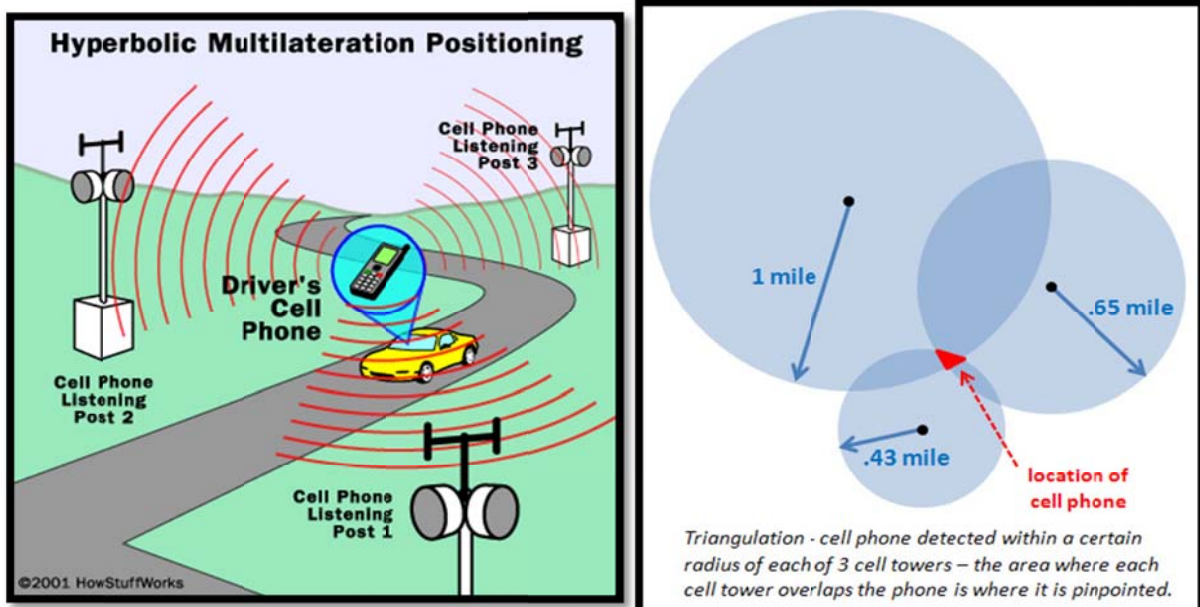 Hyperbolic Multilateration Positioning
Cell Phone
Listening
Post 3
Driver's
Cell
Phone
Cell Phone
Listening
Post 2
Cell Phone
Listening
Post 1
©2001 HowStuffWorks
1 mile
.65 mile
.43 mile
location of
cell phone
Triangulation - cell phone detected within a certain
radius of each of 3 cell towers – the area where each
cell tower overlaps the phone is where it is pinpointed.